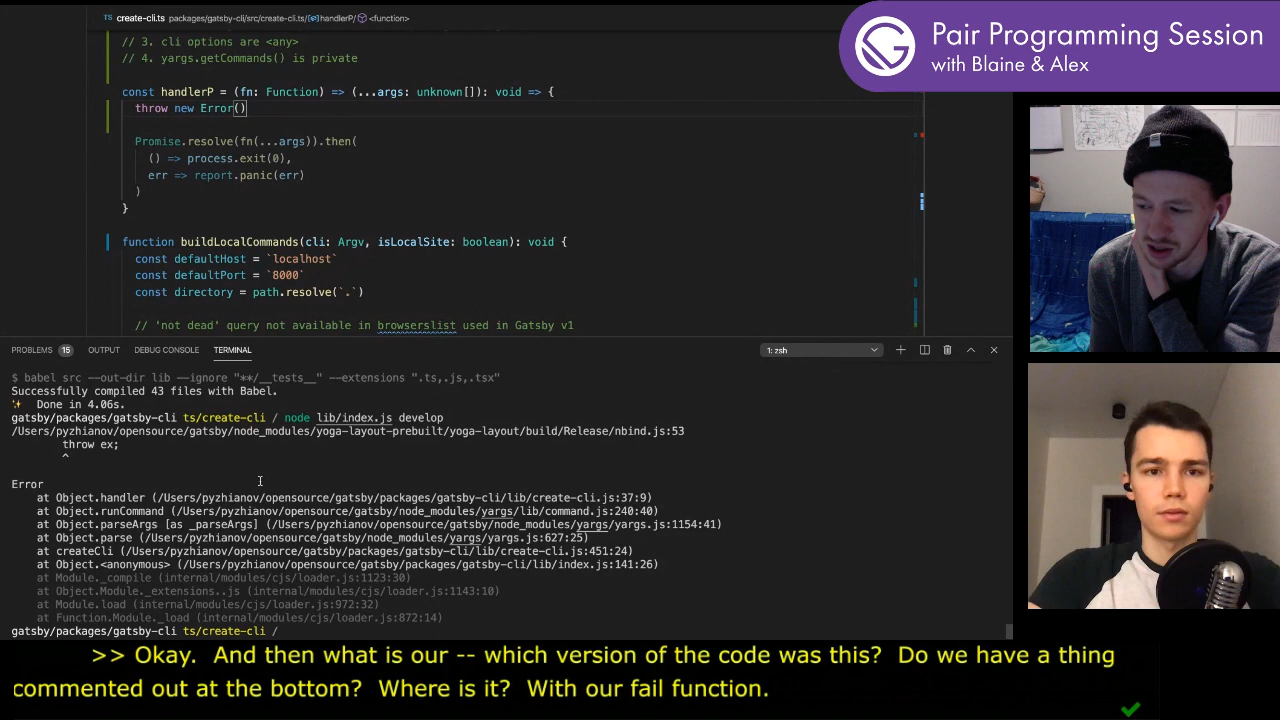 TS create-cli.ts packages/gatsby-cli/src/create-cli.ts/handlerP/<function>
// 3. cli options are <any>
// 4. yargs.getCommands() is private
const handlerP = (fn: Function) => (...args: unknown[]): void => {
throw new Error()
Promise.resolve(fn(...args)).then(
() => process.exit(0),
err => report.panic(err)
)
}
function buildLocalCommands(cli: Argv, isLocalSite: boolean): void {
const defaultHost = `localhost`
const defaultPort = `8000`
const directory = path.resolve(`.`)
// 'not dead' query not available in browserslist used in Gatsby v1
Pair Programming Session
with Blaine & Alex
PROBLEMS 15 OUTPUT DEBUG CONSOLE TERMINAL 1: zsh
$ babel src --out-dir lib --ignore "**/__tests__" --extensions ".ts,.js,.tsx"
Successfully compiled 43 files with Babel.
✨ Done in 4.06s.
gatsby/packages/gatsby-cli ts/create-cli / node lib/index.js develop
/Users/pyzhianov/opensource/gatsby/node_modules/yoga-layout-prebuilt/yoga-layout/build/Release/nbind.js:53
throw ex;
^
Error
at Object.handler (/Users/pyzhianov/opensource/gatsby/packages/gatsby-cli/lib/create-cli.js:37:9)
at Object.runCommand (/Users/pyzhianov/opensource/gatsby/node_modules/yargs/lib/command.js:240:40)
at Object.parseArgs [as _parseArgs] (/Users/pyzhianov/opensource/gatsby/node_modules/yargs/yargs.js:1154:41)
at Object.parse (/Users/pyzhianov/opensource/gatsby/node_modules/yargs/yargs.js:627:25)
at createCli (/Users/pyzhianov/opensource/gatsby/packages/gatsby-cli/lib/create-cli.js:451:24)
at Object.<anonymous> (/Users/pyzhianov/opensource/gatsby/packages/gatsby-cli/lib/index.js:141:26)
at Module._compile (internal/modules/cjs/loader.js:1123:30)
at Object.Module._extensions..js (internal/modules/cjs/loader.js:1143:10)
at Module.load (internal/modules/cjs/loader.js:972:32)
at Function.Module._load (internal/modules/cjs/loader.js:872:14)
gatsby/packages/gatsby-cli ts/create-cli /
>> Okay. And then what is our -- which version of the code was this? Do we have a thing
commented out at the bottom? Where is it? With our fail function.